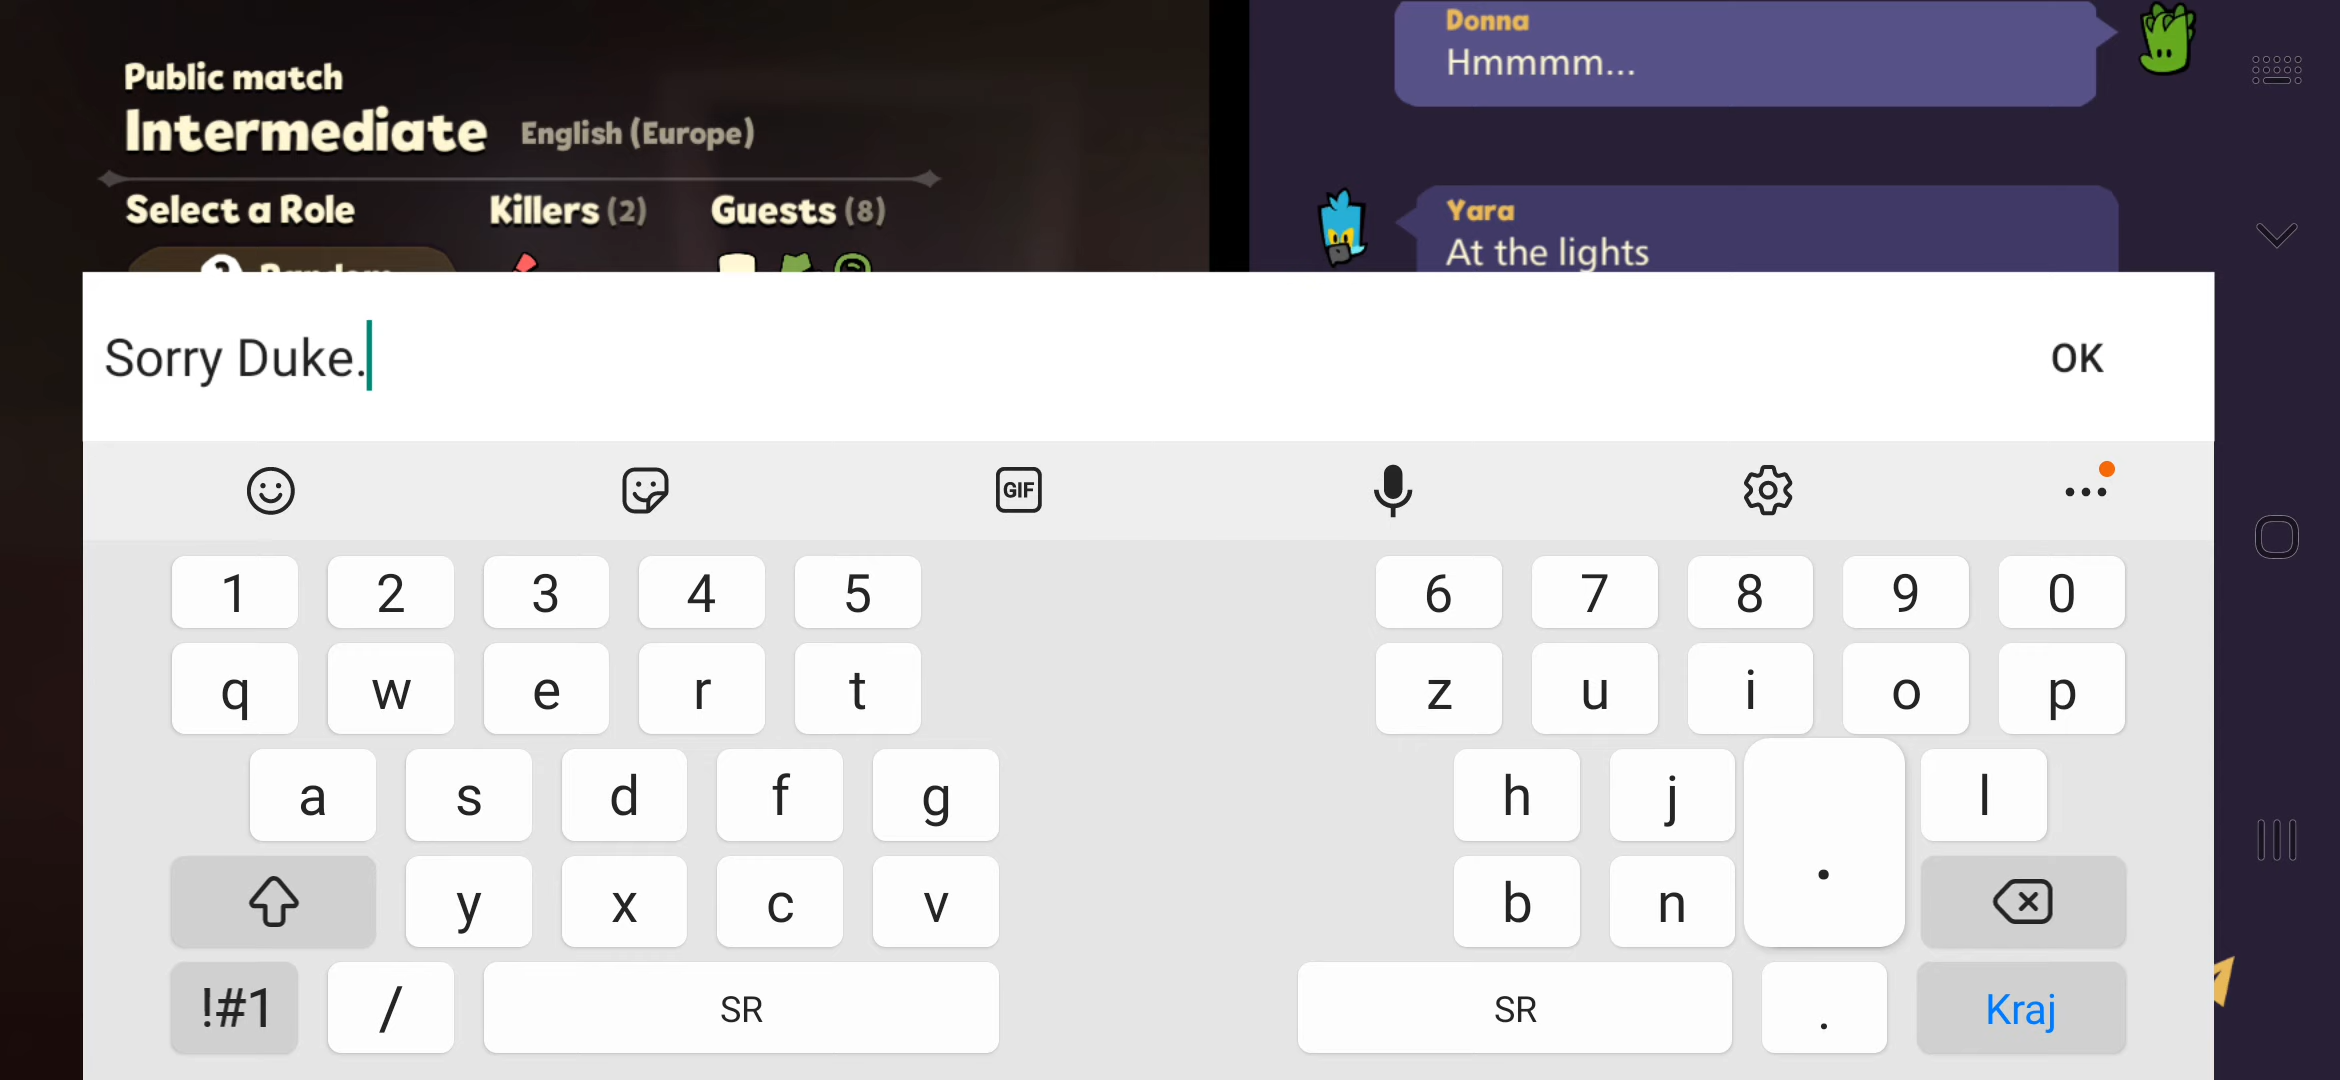 Public match
Intermediate English (Europe)
Select a Role Killers (2) Guests (8)
Donna
Hmmmm...
Yara
At the lights
Sorry Duke.
OK
GIF
1 2 3 4 5 6 7 8 9 0
q w e r t z u i o p
a s d f g h j l
y x c v b n .
!#1 / SR SR . Kraj